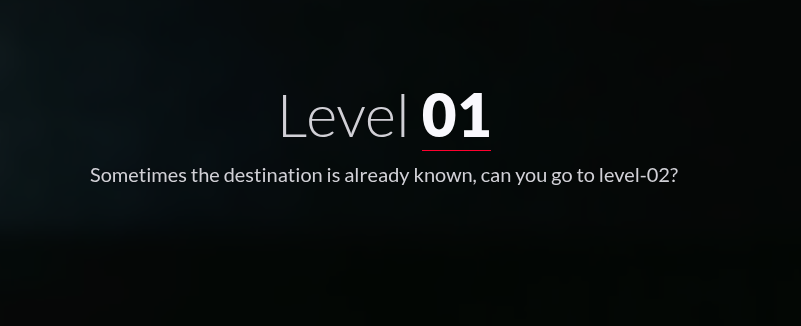 Level 01
Sometimes the destination is already known, can you go to level-02?